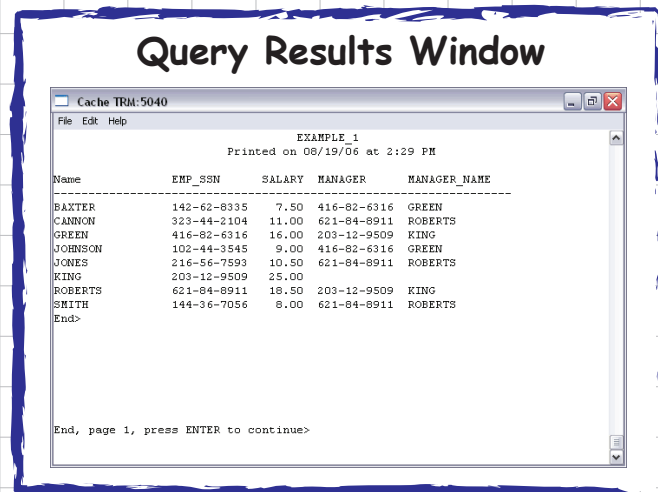 Query Results Window
Cache TRM:5040
File Edit Help
EXAMPLE_1
Printed on 08/19/06 at 2:29 PM
Name EMP_SSN SALARY MANAGER MANAGER_NAME
--------------------------------------------------------------------------------
BAXTER 142-62-8335 7.50 416-82-6316 GREEN
CANNON 323-44-2104 11.00 621-84-8911 ROBERTS
GREEN 416-82-6316 16.00 203-12-9509 KING
JOHNSON 102-44-3545 9.00 416-82-6316 GREEN
JONES 216-56-7593 10.50 621-84-8911 ROBERTS
KING 203-12-9509 25.00
ROBERTS 621-84-8911 18.50 203-12-9509 KING
SMITH 144-36-7056 8.00 621-84-8911 ROBERTS
End>
End, page 1, press ENTER to continue>